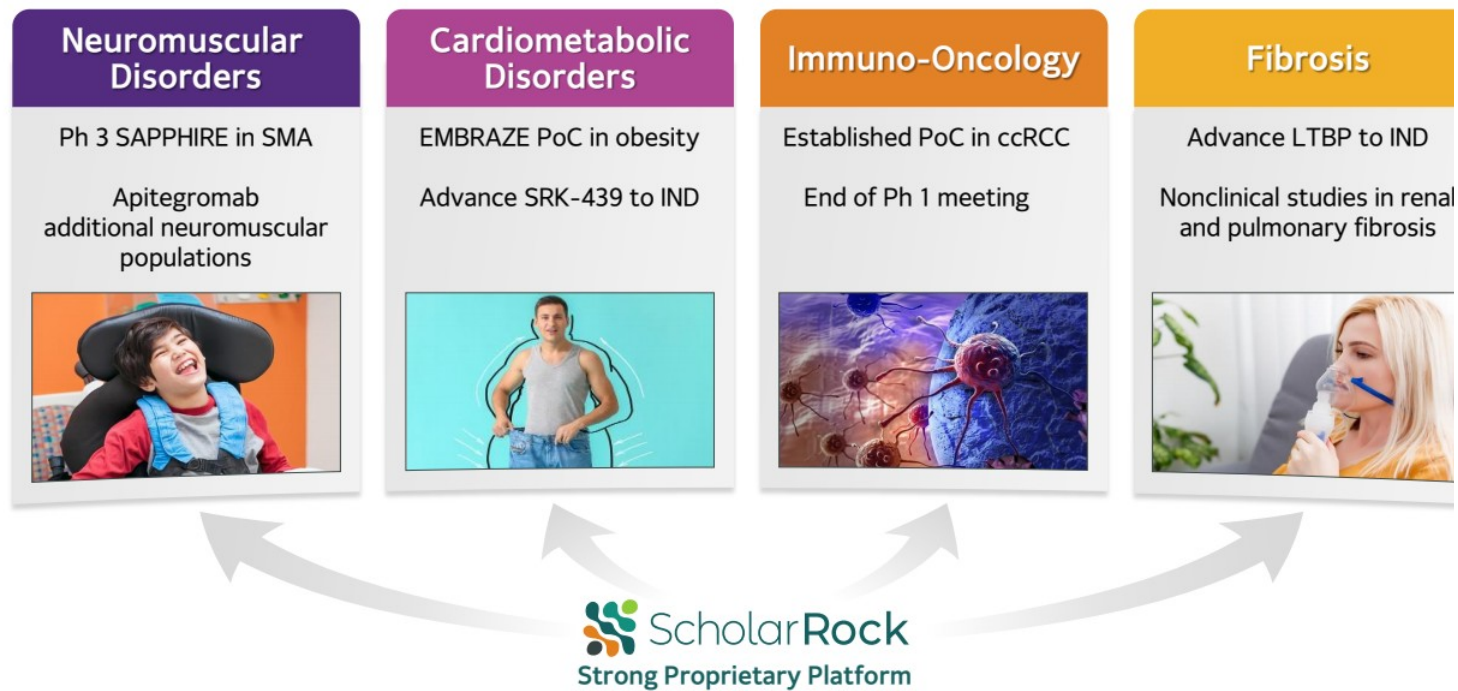 Neuromuscular
Disorders
Ph 3 SAPPHIRE in SMA
Apitegromab
additional neuromuscular
populations
Cardiometabolic
Disorders
EMBRAZE PoC in obesity
Advance SRK-439 to IND
Immuno-Oncology
Established PoC in ccRCC
End of Ph 1 meeting
Fibrosis
Advance LTBP to IND
Nonclinical studies in renal
and pulmonary fibrosis
ScholarRock
Strong Proprietary Platform